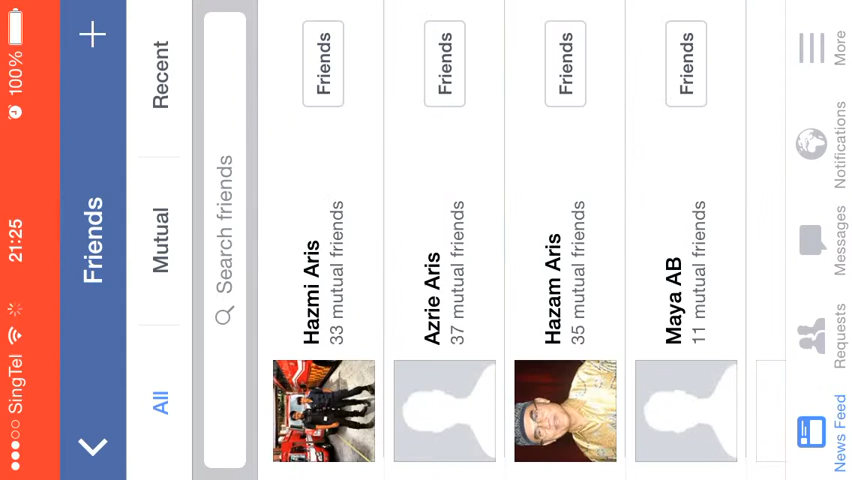 SingTel 21:25 100%
Friends +
All Mutual Recent
Search friends
Hazmi Aris
33 mutual friends
Friends
Azrie Aris
37 mutual friends
Friends
Hazam Aris
35 mutual friends
Friends
Maya AB
11 mutual friends
Friends
News Feed Requests Messages Notifications More